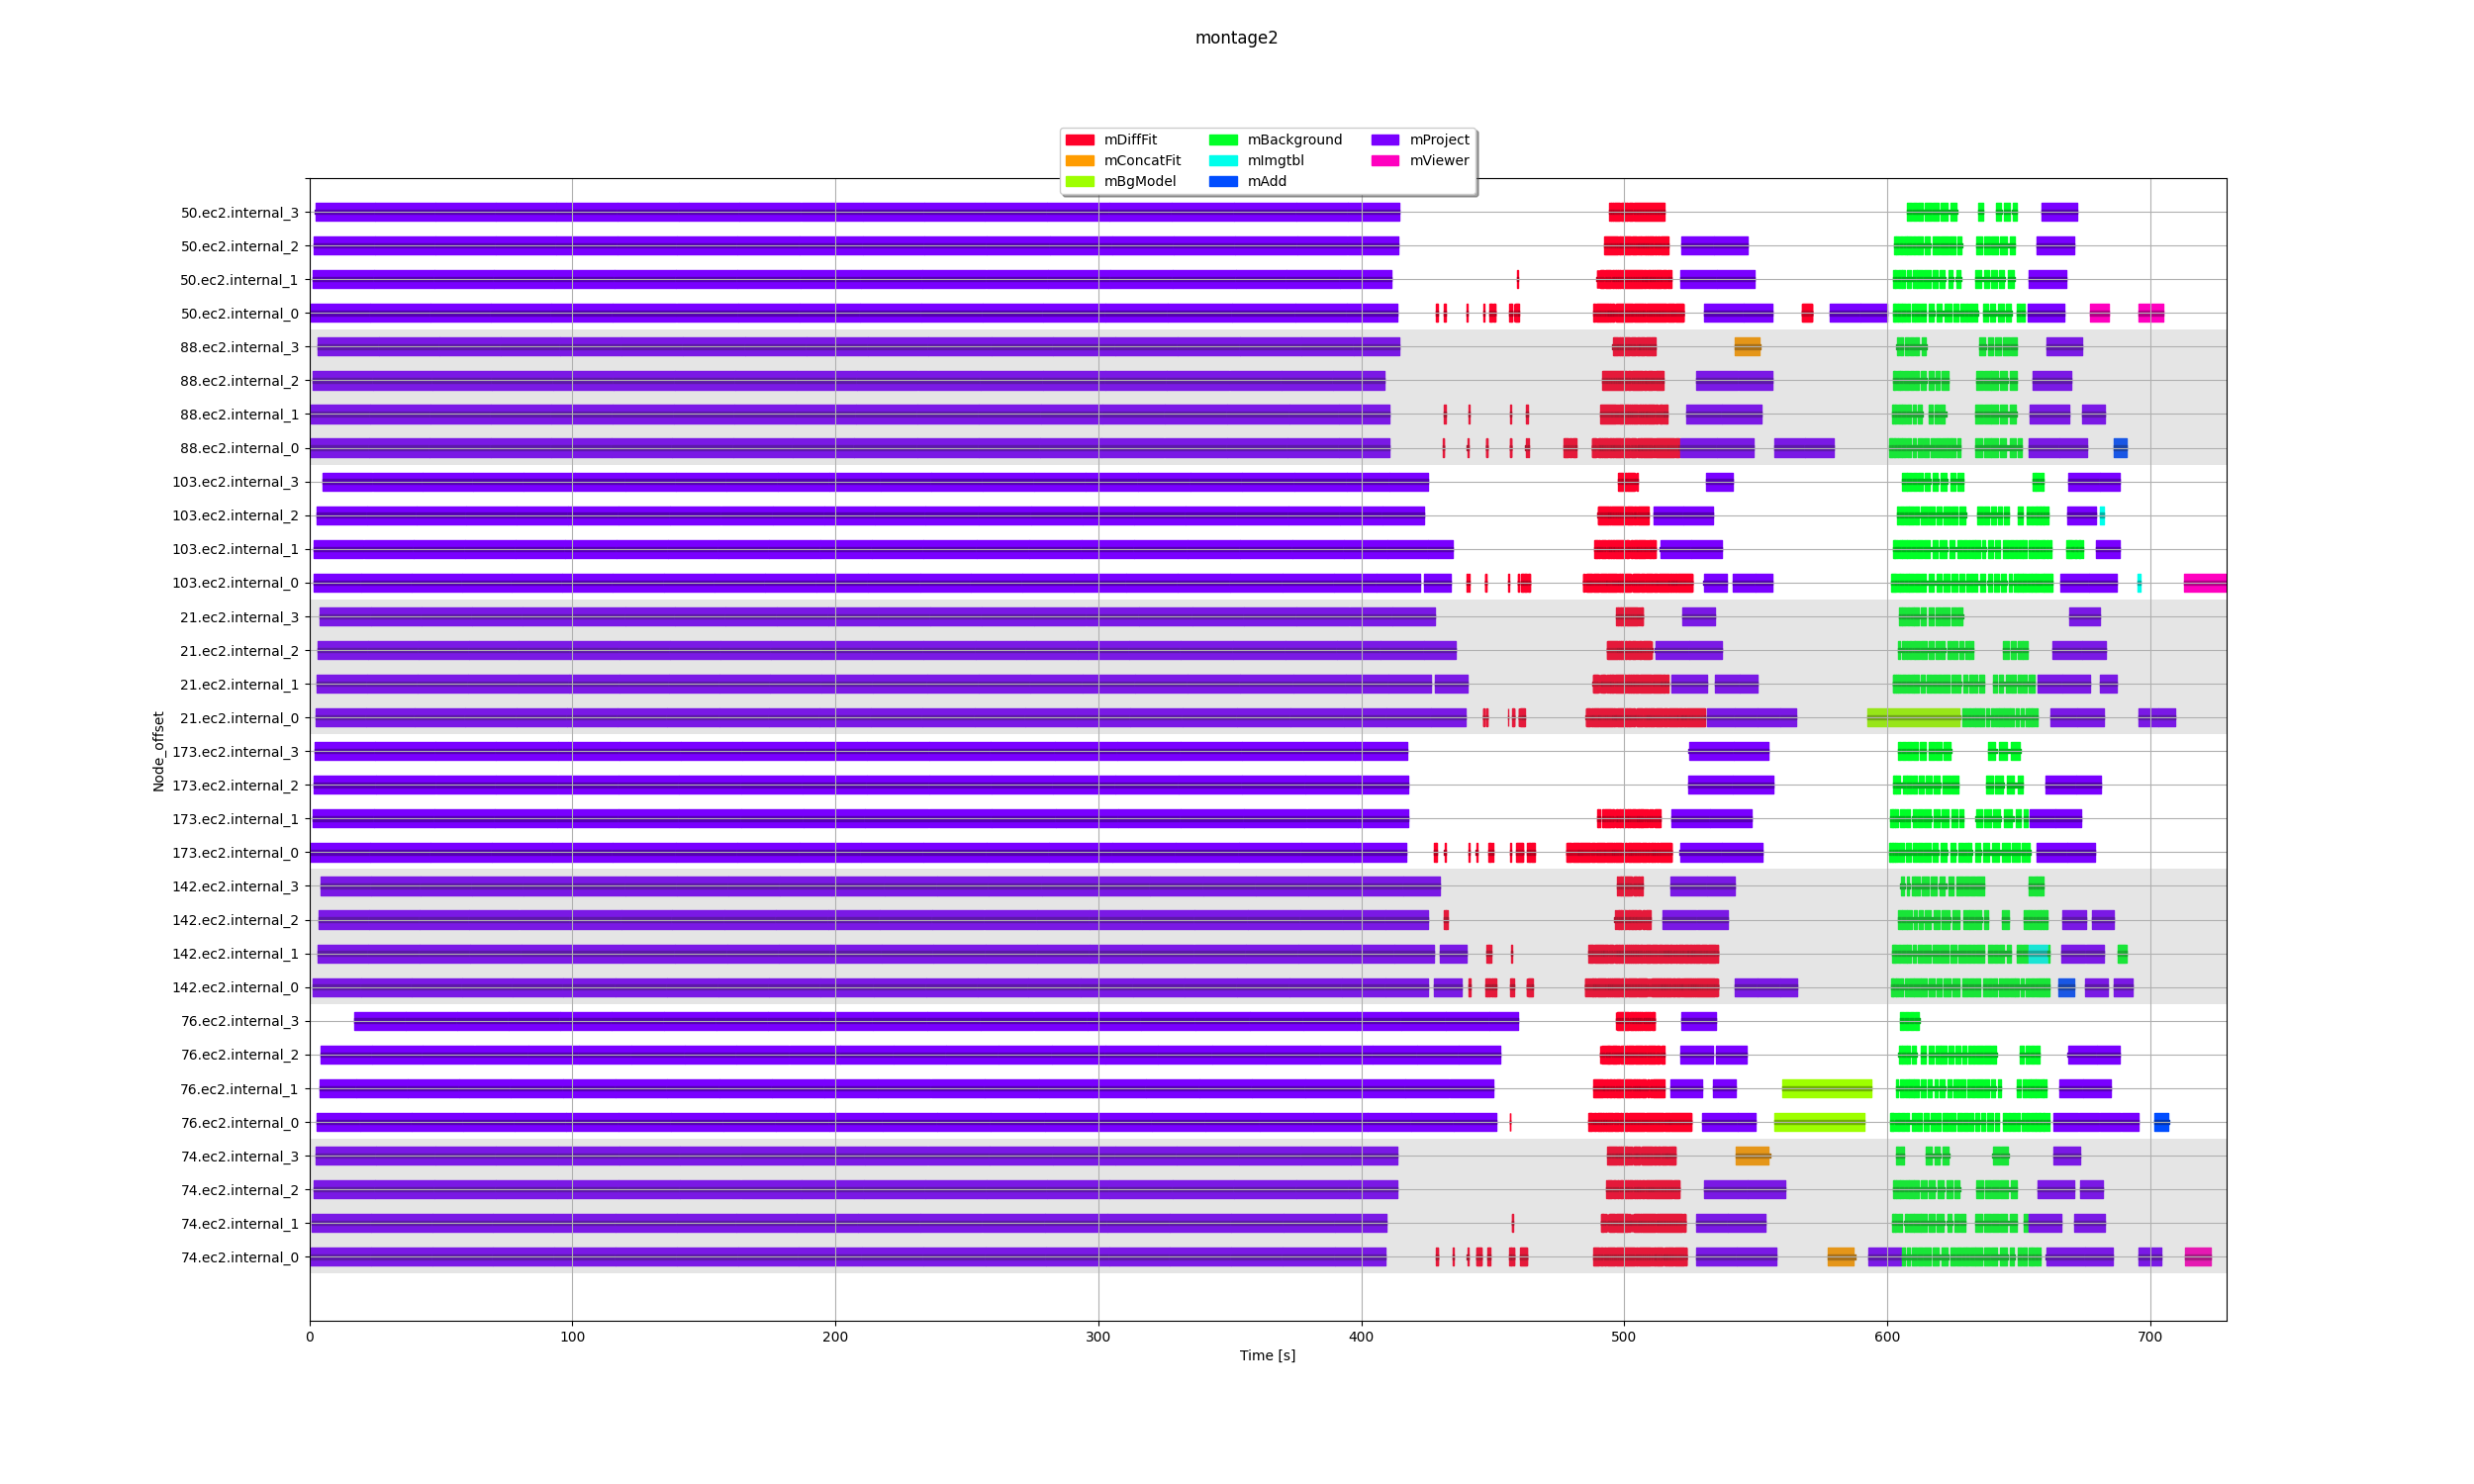 montage2
mDiffFit mBackground mProject
mConcatFit mImgtbl mViewer
mBgModel mAdd
50.ec2.internal_3
50.ec2.internal_2
50.ec2.internal_1
50.ec2.internal_0
88.ec2.internal_3
88.ec2.internal_2
88.ec2.internal_1
88.ec2.internal_0
103.ec2.internal_3
103.ec2.internal_2
103.ec2.internal_1
103.ec2.internal_0
21.ec2.internal_3
21.ec2.internal_2
21.ec2.internal_1
21.ec2.internal_0
173.ec2.internal_3
173.ec2.internal_2
173.ec2.internal_1
173.ec2.internal_0
142.ec2.internal_3
142.ec2.internal_2
142.ec2.internal_1
142.ec2.internal_0
76.ec2.internal_3
76.ec2.internal_2
76.ec2.internal_1
76.ec2.internal_0
74.ec2.internal_3
74.ec2.internal_2
74.ec2.internal_1
74.ec2.internal_0
Node_offset
0 100 200 300 400 500 600 700
Time [s]